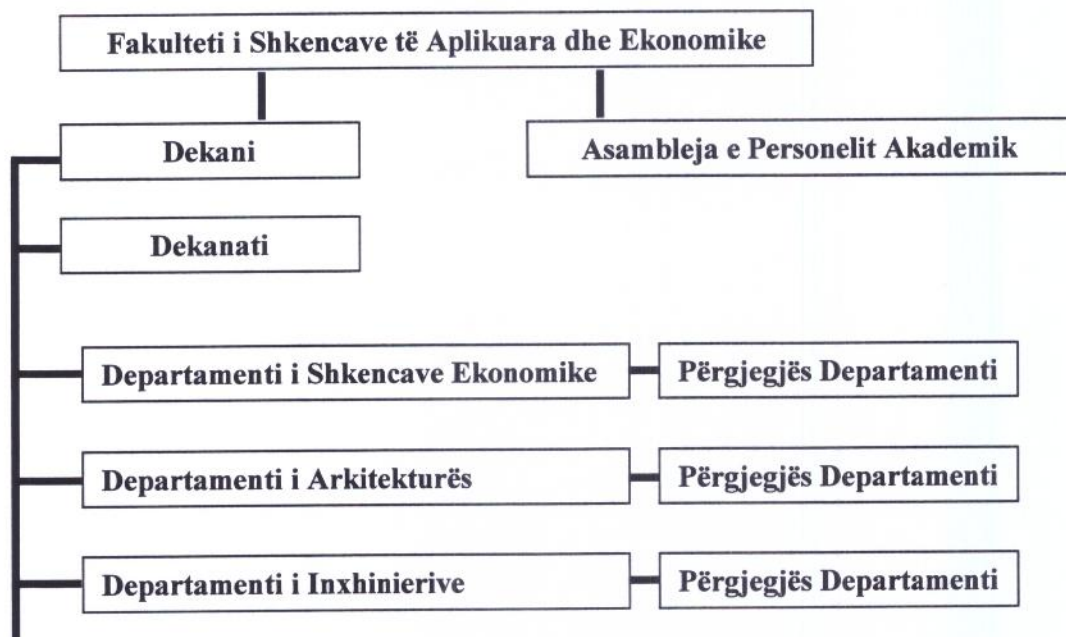 Fakulteti i Shkencave të Aplikuara dhe Ekonomike
Dekani
Asambleja e Personelit Akademik
Dekanati
Departamenti i Shkencave Ekonomike
Përgjegjës Departamenti
Departamenti i Arkitekturës
Përgjegjës Departamenti
Departamenti i Inxhinierive
Përgjegjës Departamenti